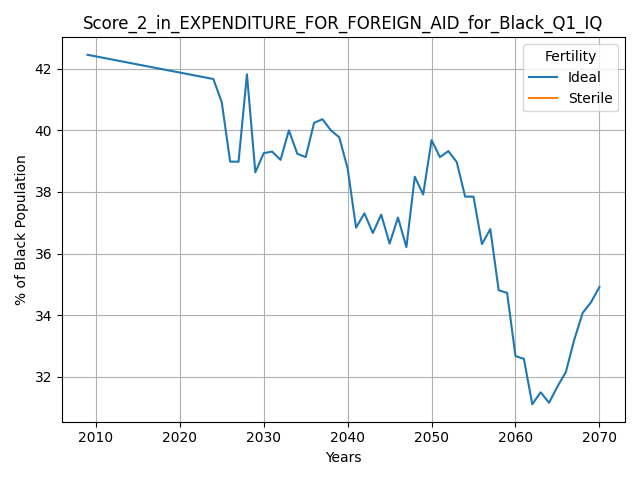 Score_2_in_EXPENDITURE_FOR_FOREIGN_AID_for_Black_Q1_IQ
Fertility
Ideal
Sterile
% of Black Population
42
40
38
36
34
32
2010
2020
2030
2040
2050
2060
2070
Years